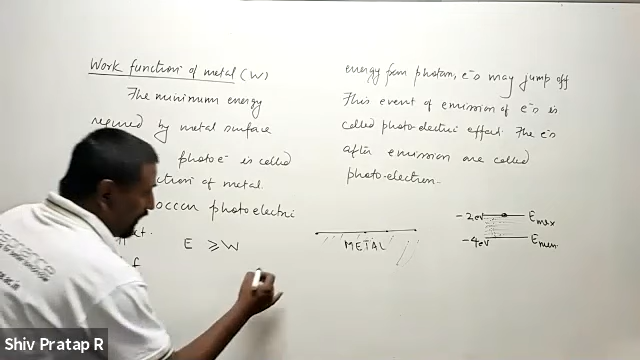 Work function of metal (W)
The minimum energy
required by metal surface
photo e⁻ is called
ction of metal.
occur photoelectric
E ⩾ W
f
energy from photon, e⁻s may jump off
This event of emission of e⁻s is
called photo-electric effect. The e⁻s
after emission are called
photo-electron.
METAL
-2eV Emax
-4eV Emin
Shiv Pratap R